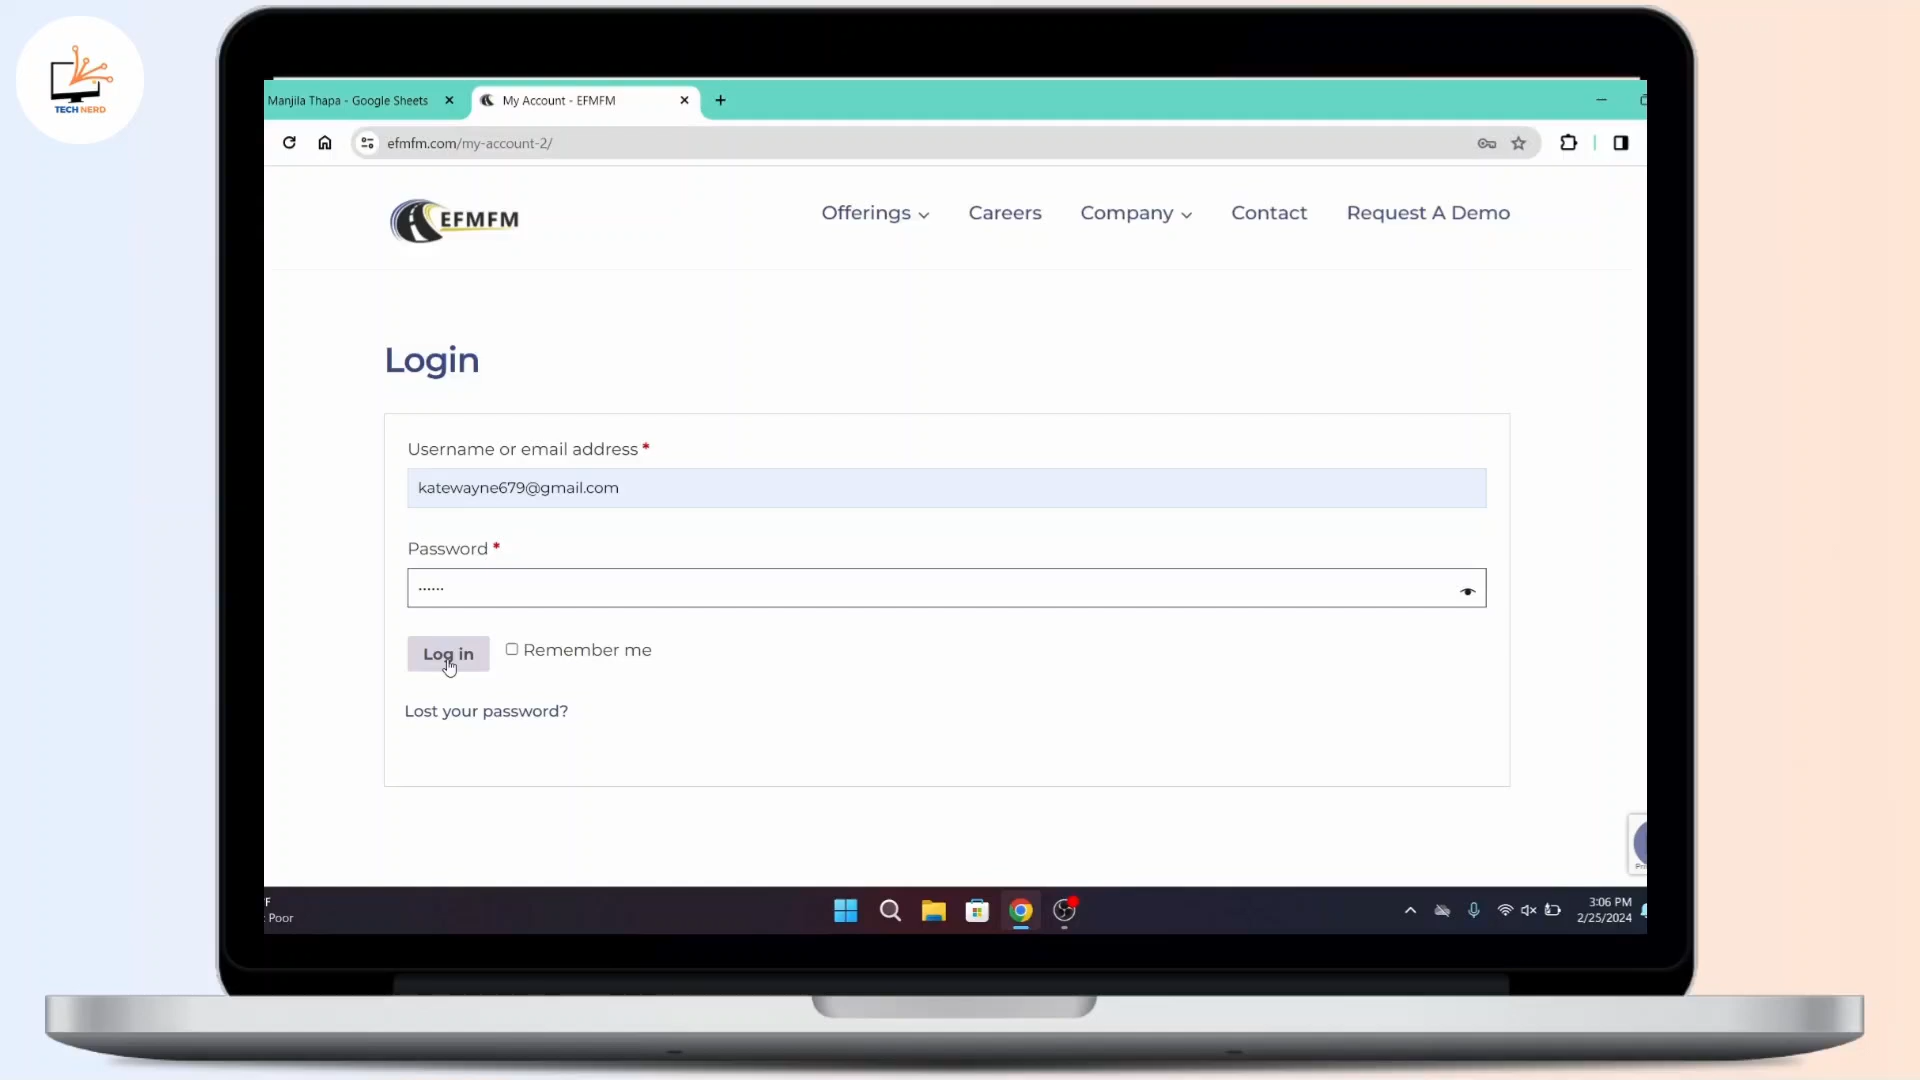 TECH NERD
Manjila Thapa - Google Sheets
My Account - EFMFM
efmfm.com/my-account-2/
EFMFM
Offerings
Careers
Company
Contact
Request A Demo
Login
Username or email address *
katewayne679@gmail.com
Password *
······
Log in
Remember me
Lost your password?
F
Poor
3:06 PM
2/25/2024